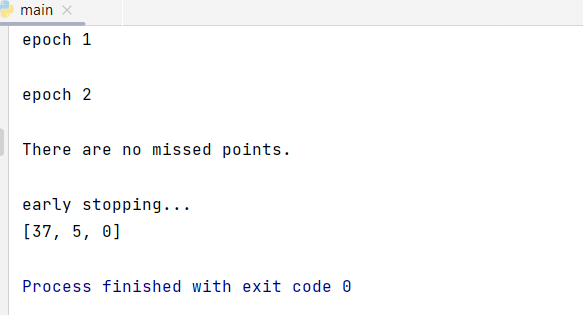 main
epoch 1
epoch 2
There are no missed points.
early stopping...
[37, 5, 0]
Process finished with exit code 0